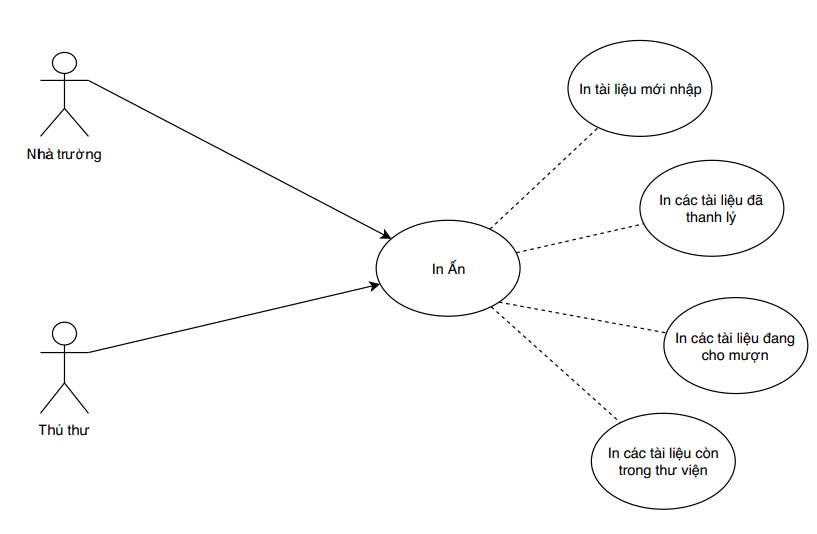 Nhà trường
Thủ thư
In Ấn
In tài liệu mới nhập
In các tài liệu đã
thanh lý
In các tài liệu đang
cho mượn
In các tài liệu còn
trong thư viện